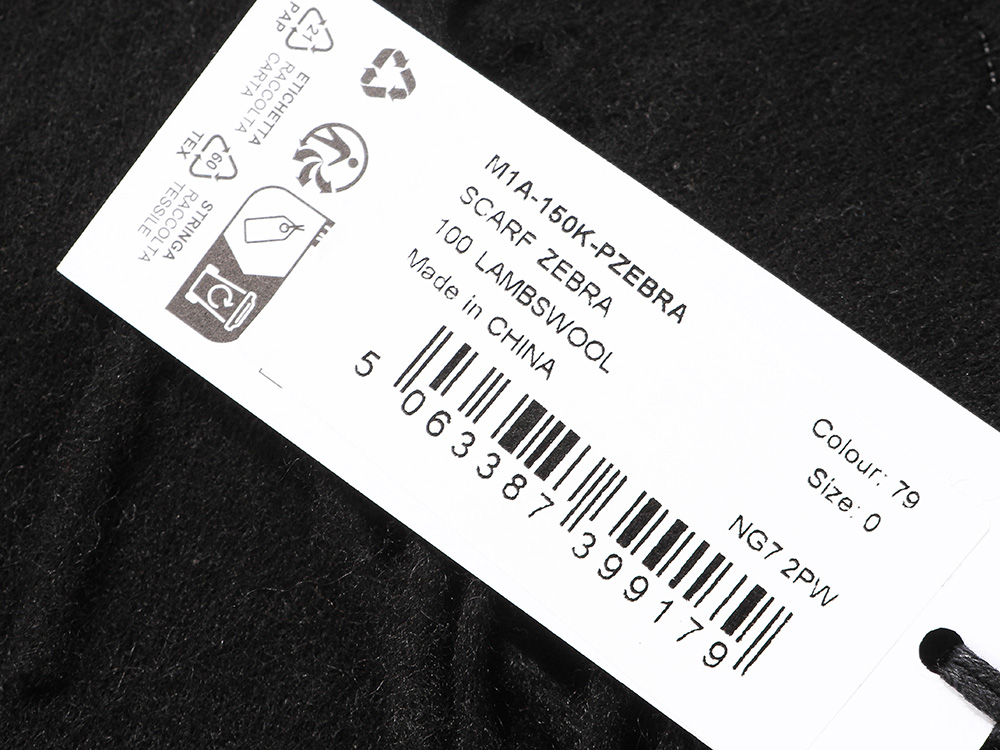 21
PAP
ETICHETTA
RACCOLTA
CARTA
60
TEX
STRINGA
RACCOLTA
TESSILE
M1A-150K-PZEBRA
SCARF ZEBRA
100 LAMBSWOOL
Made in CHINA
5 063387 399179
Colour: 79
Size: 0
NG7 2PW